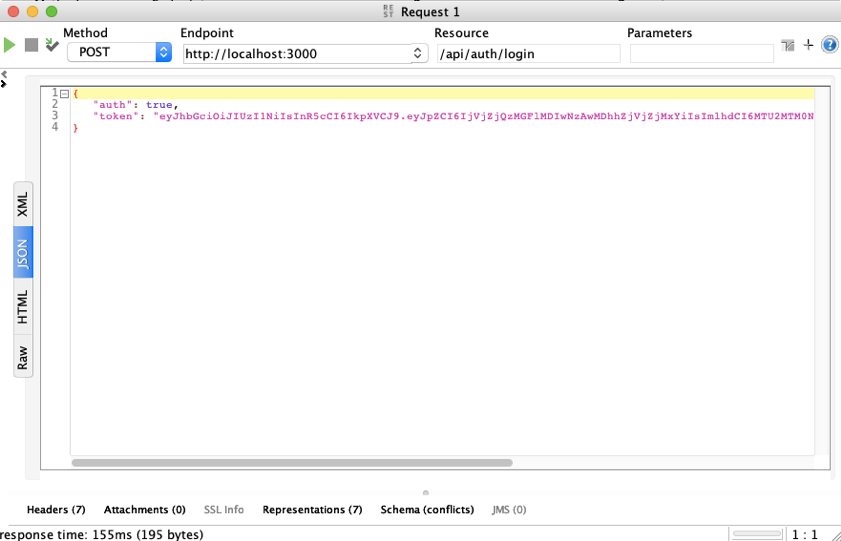 REST Request 1
Method Endpoint Resource Parameters
POST http://localhost:3000 /api/auth/login
1 {
2 "auth": true,
3 "token": "eyJhbGciOiJIUzI1NiIsInR5cCI6IkpXVCJ9.eyJpZCI6IjVjZjQzMGFlMDIwNzAwMDhhZjVjZjMxYiIsImlhdCI6MTU2MTM0N
4 }
XML
JSON
HTML
Raw
Headers (7) Attachments (0) SSL Info Representations (7) Schema (conflicts) JMS (0)
response time: 155ms (195 bytes) 1 : 1